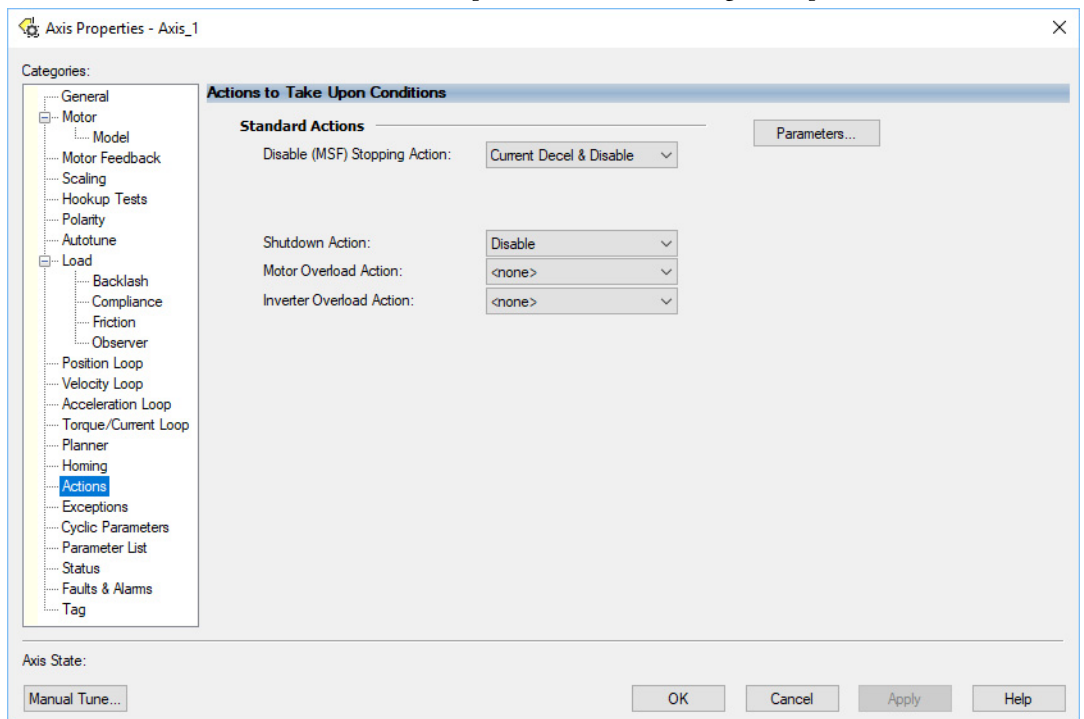 Axis Properties - Axis_1
Categories:
General
Motor
Model
Motor Feedback
Scaling
Hookup Tests
Polarity
Autotune
Load
Backlash
Compliance
Friction
Observer
Position Loop
Velocity Loop
Acceleration Loop
Torque/Current Loop
Planner
Homing
Actions
Exceptions
Cyclic Parameters
Parameter List
Status
Faults & Alarms
Tag
Actions to Take Upon Conditions
Standard Actions
Parameters...
Disable (MSF) Stopping Action: Current Decel & Disable
Shutdown Action: Disable
Motor Overload Action: <none>
Inverter Overload Action: <none>
Axis State:
Manual Tune... OK Cancel Apply Help